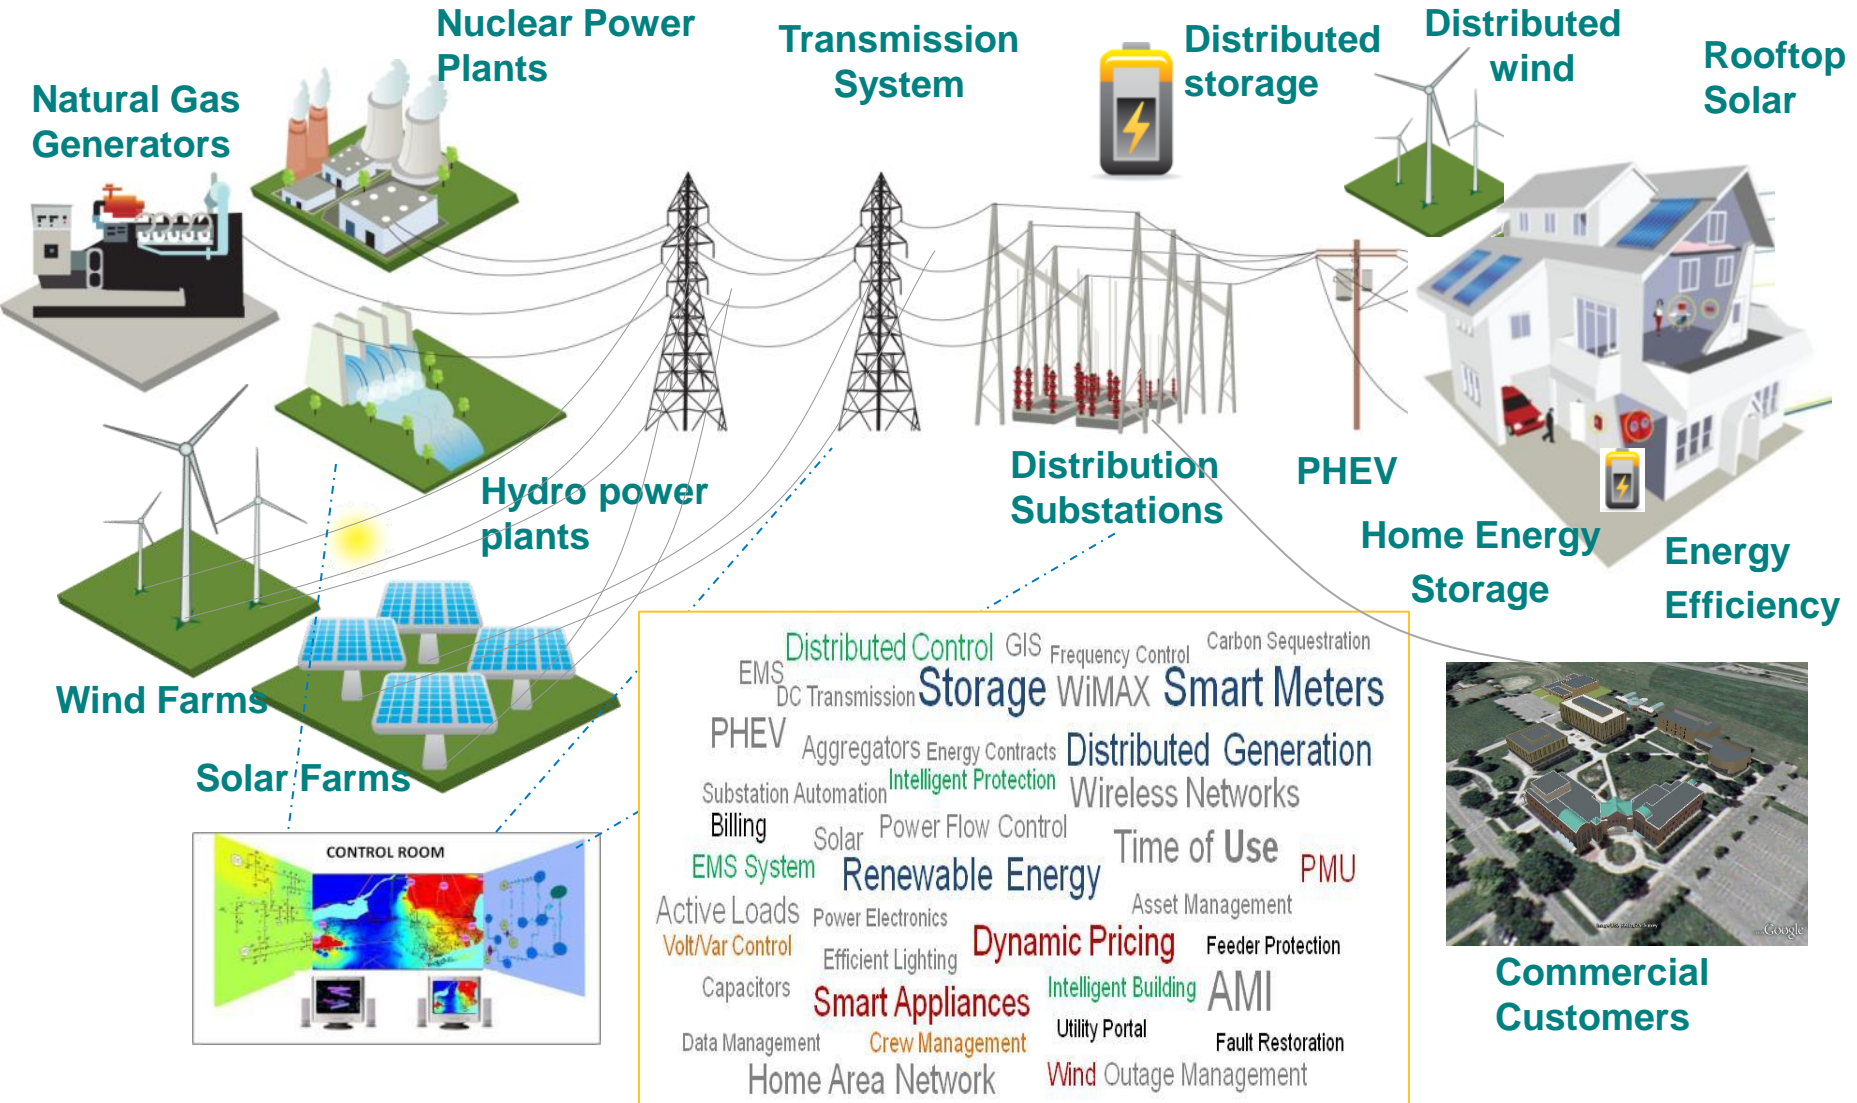 Nuclear Power
Plants
Transmission
System
Distributed
storage
Distributed
wind
Rooftop
Solar
Natural Gas
Generators
Hydro power
plants
Distribution
Substations
PHEV
Home Energy
Storage
Energy
Efficiency
Wind Farms
Solar Farms
CONTROL ROOM
Distributed Control GIS Frequency Control Carbon Sequestration
EMS DC Transmission Storage WiMAX Smart Meters
PHEV Aggregators Energy Contracts Distributed Generation
Substation Automation Intelligent Protection Wireless Networks
Billing Solar Power Flow Control Time of Use
EMS System Renewable Energy PMU
Active Loads Power Electronics Asset Management
Volt/Var Control Efficient Lighting Dynamic Pricing Feeder Protection
Capacitors Smart Appliances Intelligent Building AMI
Utility Portal
Data Management Crew Management Fault Restoration
Home Area Network Wind Outage Management
Google
Commercial
Customers